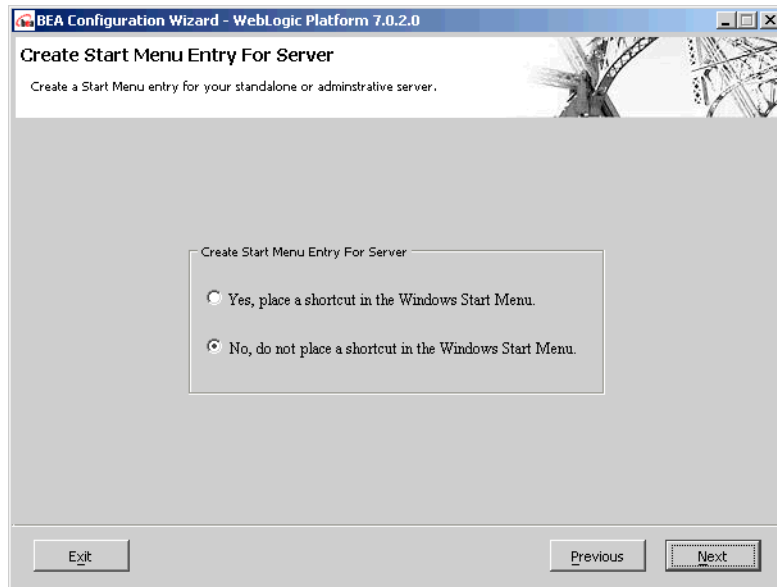 BEA Configuration Wizard - WebLogic Platform 7.0.2.0
Create Start Menu Entry For Server
Create a Start Menu entry for your standalone or adminstrative server.
Create Start Menu Entry For Server
Yes, place a shortcut in the Windows Start Menu.
No, do not place a shortcut in the Windows Start Menu.
Exit
Previous
Next